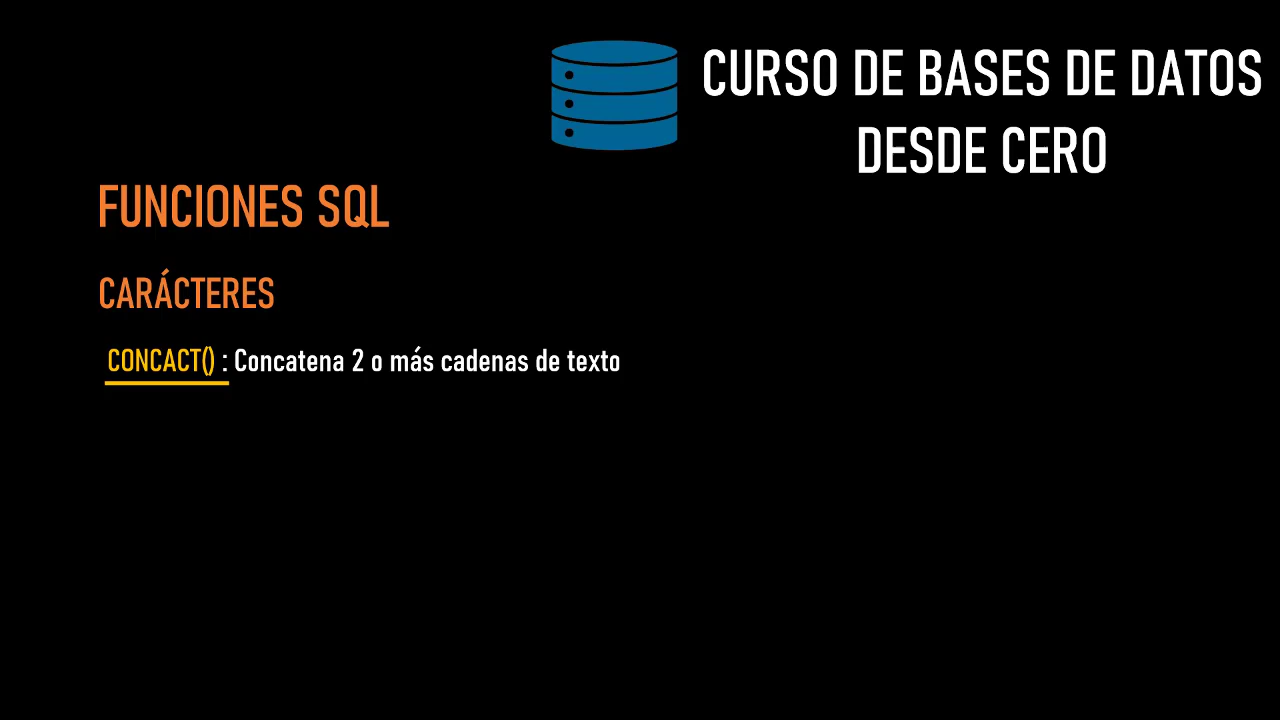 CURSO DE BASES DE DATOS
DESDE CERO
FUNCIONES SQL
CARÁCTERES
CONCACT() : Concatena 2 o más cadenas de texto